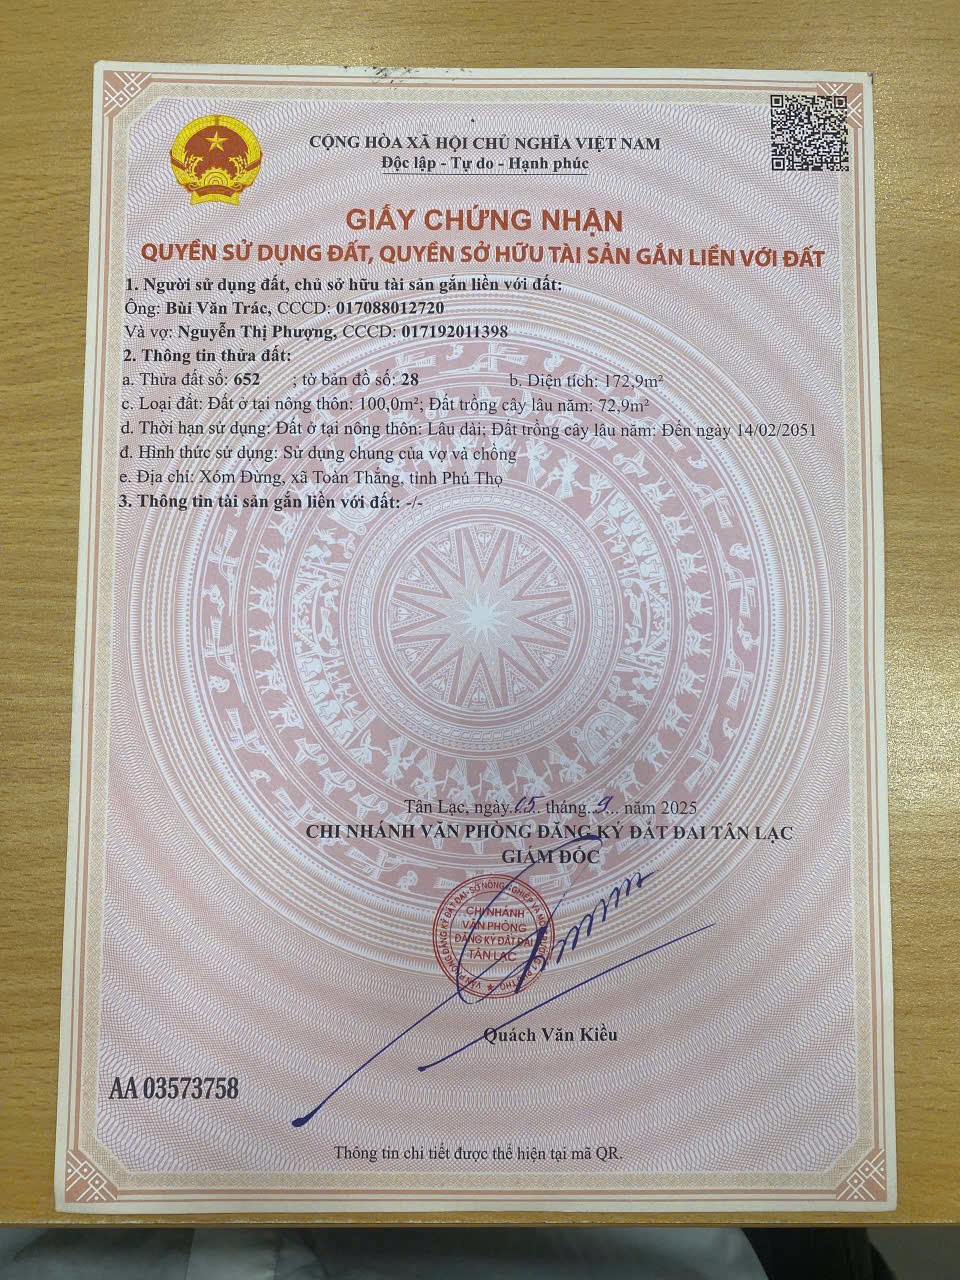 CỘNG HÒA XÃ HỘI CHỦ NGHĨA VIỆT NAM
Độc lập - Tự do - Hạnh phúc
GIẤY CHỨNG NHẬN
QUYỀN SỬ DỤNG ĐẤT, QUYỀN SỞ HỮU TÀI SẢN GẮN LIỀN VỚI ĐẤT
1. Người sử dụng đất, chủ sở hữu tài sản gắn liền với đất:
Ông: Bùi Văn Trác, CCCD: 017088012720
Và vợ: Nguyễn Thị Phượng, CCCD: 017192011398
2. Thông tin thửa đất:
a. Thửa đất số: 652 ; tờ bản đồ số: 28 b. Diện tích: 172,9m²
c. Loại đất: Đất ở tại nông thôn: 100,0m²; Đất trồng cây lâu năm: 72,9m²
d. Thời hạn sử dụng: Đất ở tại nông thôn: Lâu dài; Đất trồng cây lâu năm: Đến ngày 14/02/2051
đ. Hình thức sử dụng: Sử dụng chung của vợ và chồng
e. Địa chỉ: Xóm Đừng, xã Toàn Thắng, tỉnh Phú Thọ
3. Thông tin tài sản gắn liền với đất: -/-
Tân Lạc, ngày 05 tháng 9 năm 2025
CHI NHÁNH VĂN PHÒNG ĐĂNG KÝ ĐẤT ĐAI TÂN LẠC
GIÁM ĐỐC
CHI NHÁNH
VĂN PHÒNG
ĐĂNG KÝ ĐẤT ĐAI
TÂN LẠC
Quách Văn Kiều
AA 03573758
Thông tin chi tiết được thể hiện tại mã QR.